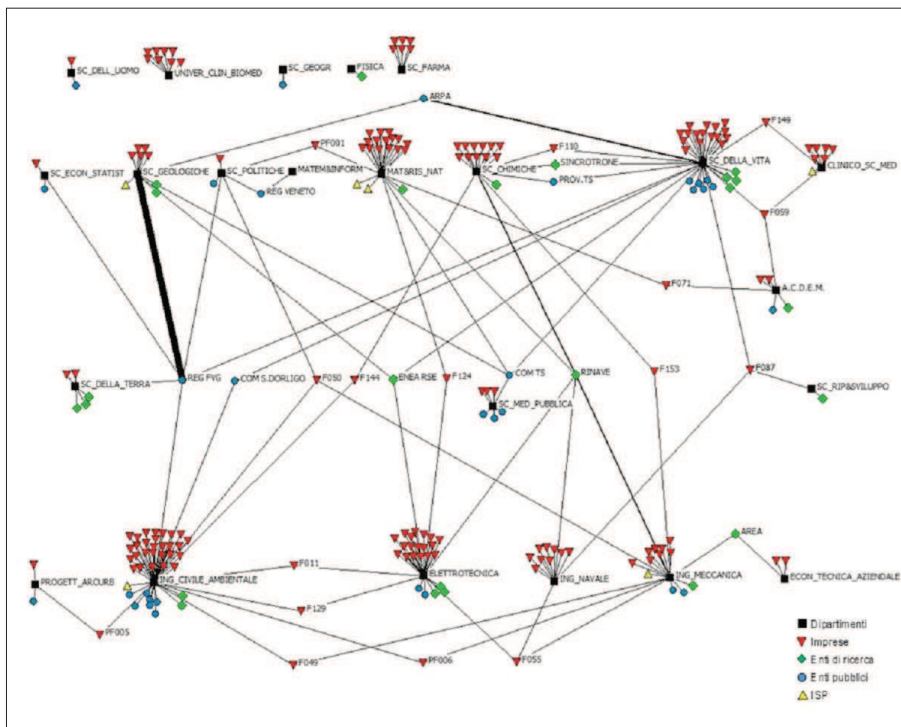 SC_DELL_UOMO
UNIVER_CLIN_BIOMED
SC_GEOGR
FISICA
SC_FARMA
ARPA
F149
PF001
F110
SC_ECON_STATIST
SC_GEOLOGICHE
SC_POLITICHE
MATEM&INFORM
MAT&RIS_NAT
SC_CHIMICHE
SINCROTRONE
SC_DELLA_VITA
CLINICO_SC_MED
REG VENETO
PROV.TS
F059
F071
A.C.D.E.M.
SC_DELLA_TERRA
REG FVG
COM S.DORLIGO
F050
F144
ENEA RSE
F124
COM TS
RINAVE
F153
F087
SC_RIP&SVILUPPO
SC_MED_PUBBLICA
AREA
PROGETT_ARCURB
ING_CIVILE_AMBIENTALE
F011
ELETTROTECNICA
ING_NAVALE
ING_MECCANICA
ECON_TECNICA_AZIENDALE
F129
PF005
F049
PF006
F055
Dipartimenti
Imprese
Enti di ricerca
Enti pubblici
ISP